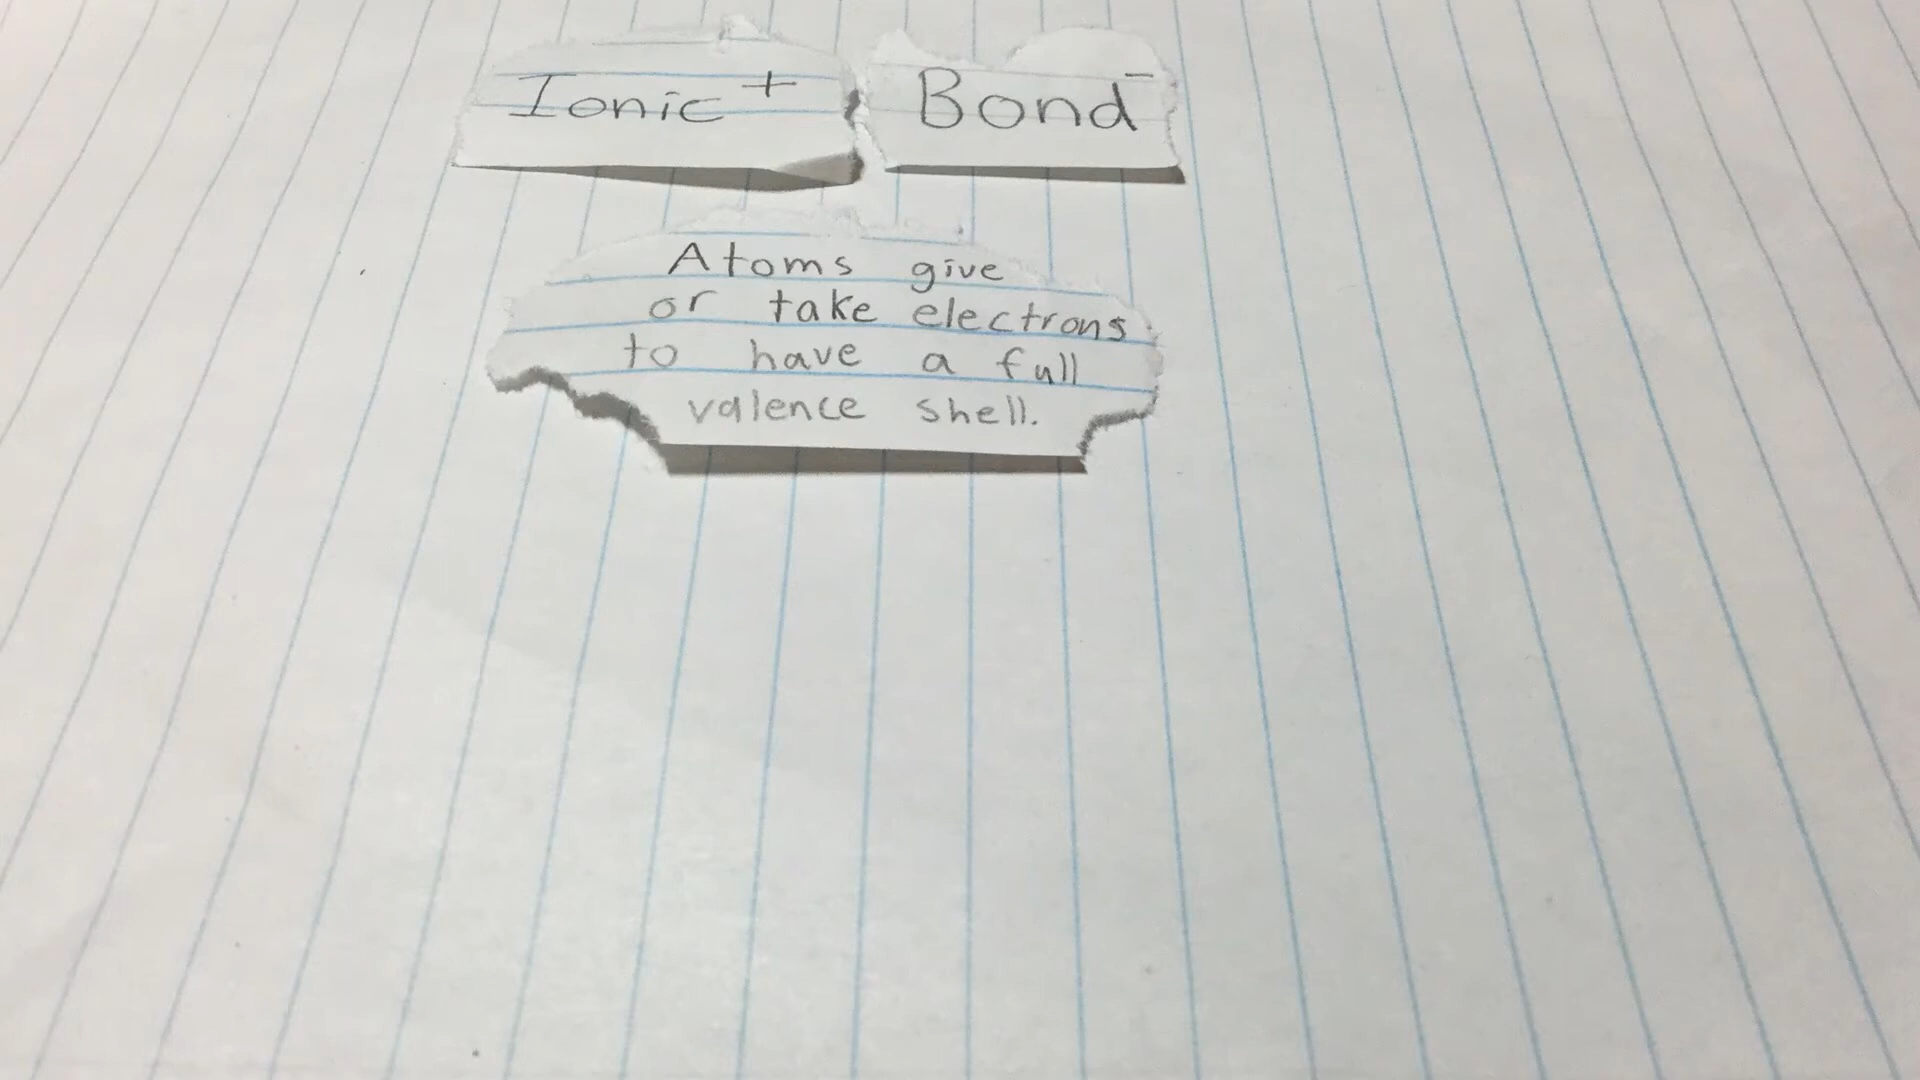 Ionic + Bond -
Atoms give
or take electrons
to have a full
valence shell.